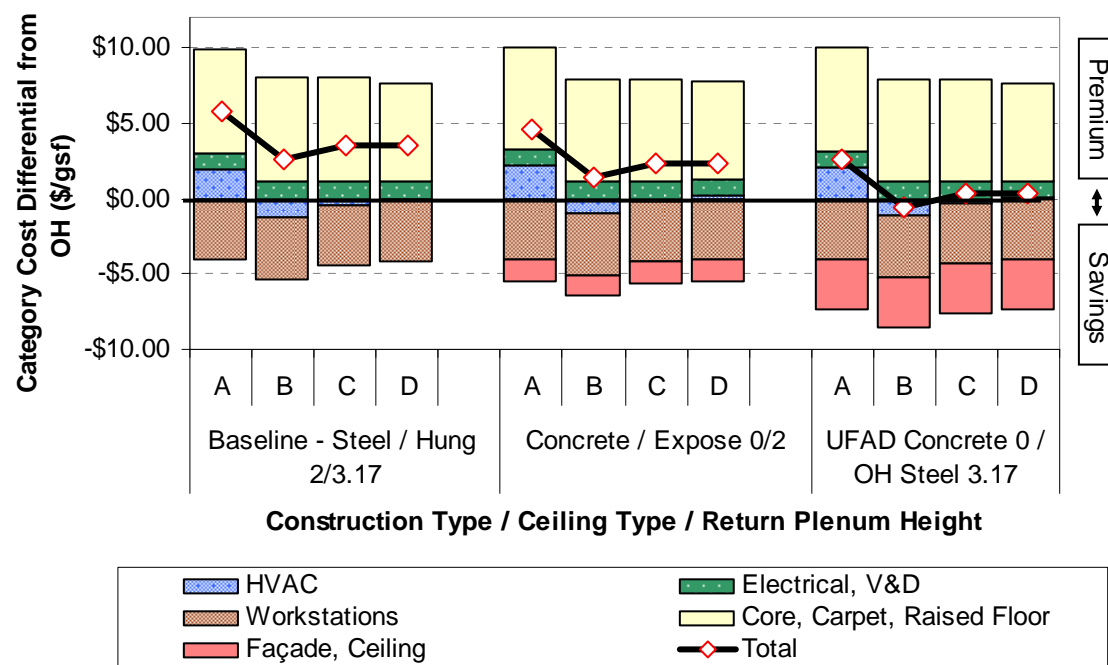 Category Cost Differential from
OH ($/gsf)
$10.00
$5.00
$0.00
-$5.00
-$10.00
Premium
Savings
A B C D A B C D A B C D
Baseline - Steel / Hung
2/3.17
Concrete / Expose 0/2
UFAD Concrete 0 /
OH Steel 3.17
Construction Type / Ceiling Type / Return Plenum Height
HVAC
Electrical, V&D
Workstations
Core, Carpet, Raised Floor
Façade, Ceiling
Total